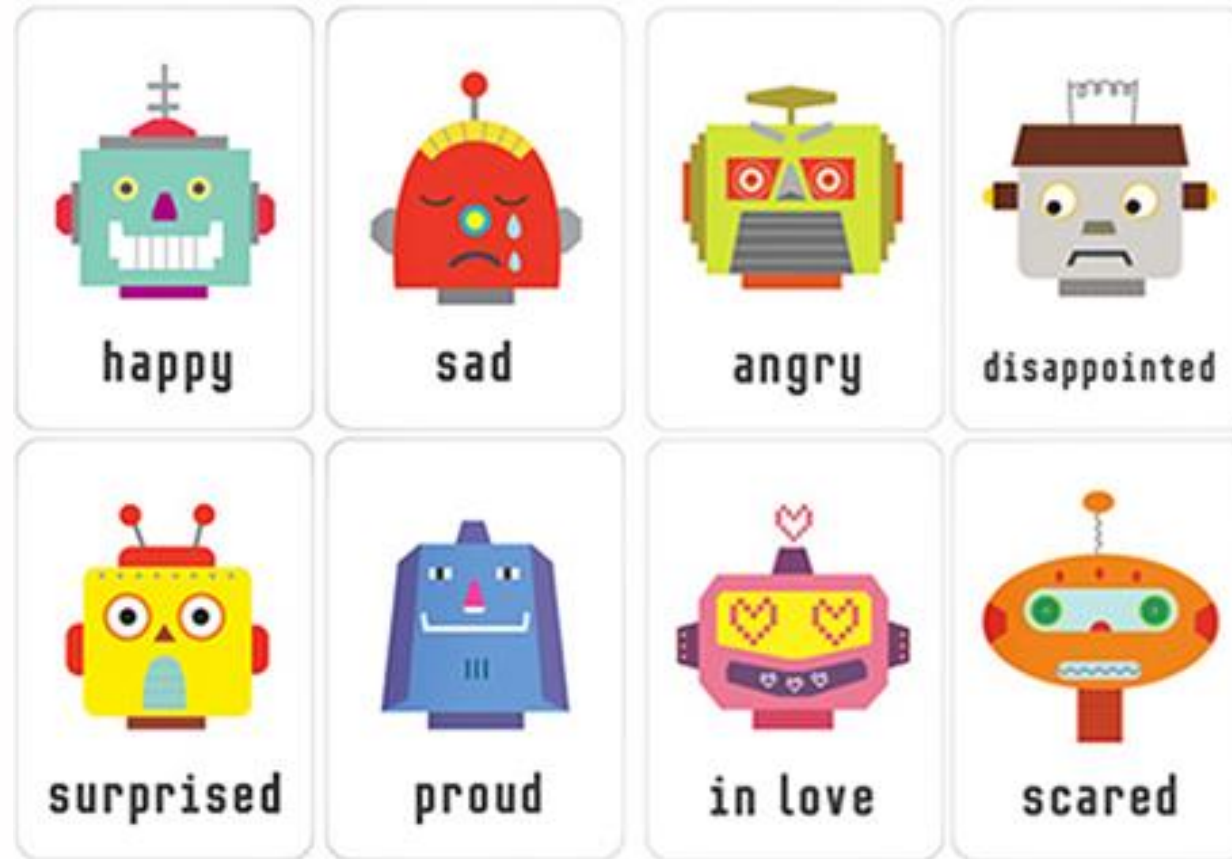 happy
sad
angry
disappointed
surprised
proud
in love
scared